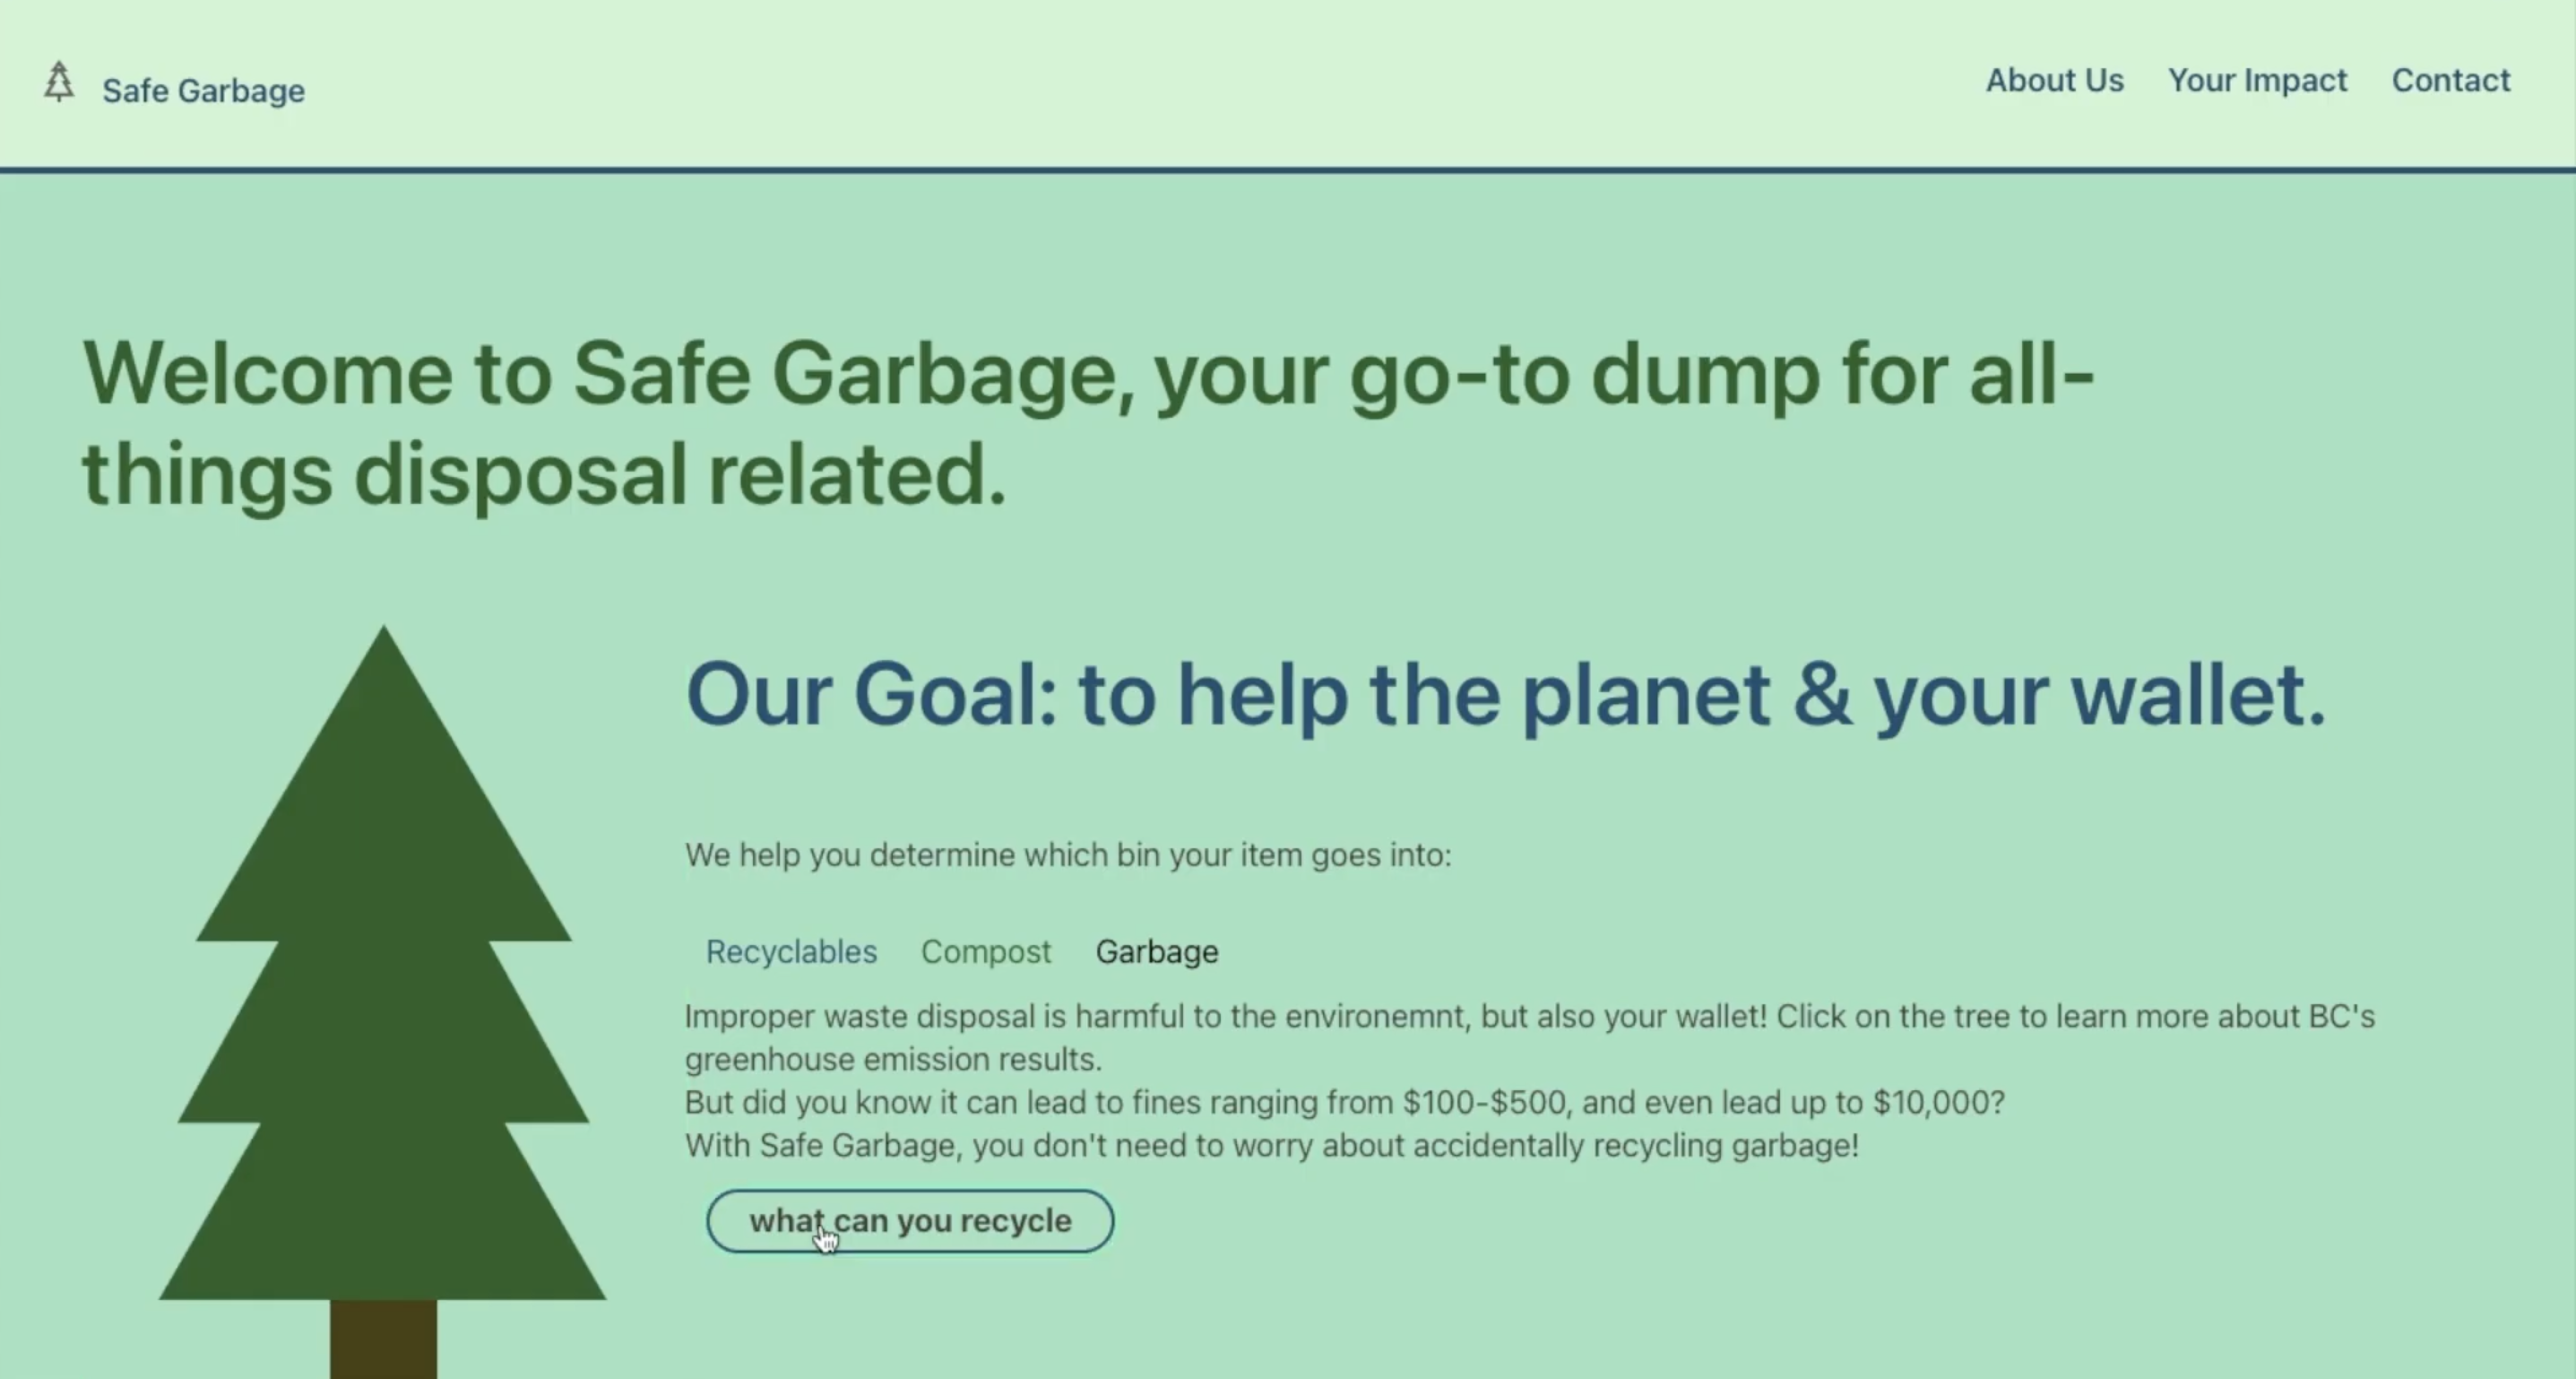 Safe Garbage
About Us Your Impact Contact
Welcome to Safe Garbage, your go-to dump for all-
things disposal related.
Our Goal: to help the planet & your wallet.
We help you determine which bin your item goes into:
Recyclables Compost Garbage
Improper waste disposal is harmful to the environemnt, but also your wallet! Click on the tree to learn more about BC's
greenhouse emission results.
But did you know it can lead to fines ranging from $100-$500, and even lead up to $10,000?
With Safe Garbage, you don't need to worry about accidentally recycling garbage!
what can you recycle